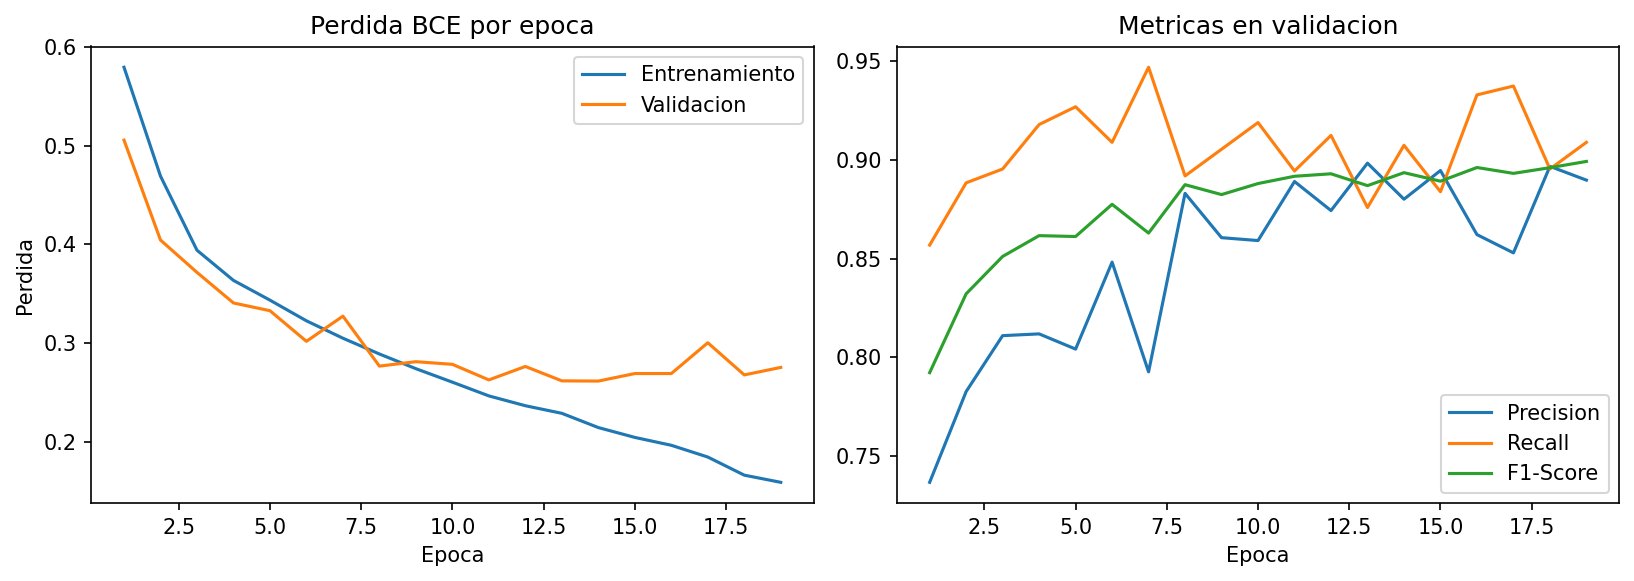 Perdida BCE por epoca
Perdida
0.6
0.5
0.4
0.3
0.2
Entrenamiento
Validacion
2.5 5.0 7.5 10.0 12.5 15.0 17.5
Epoca
Metricas en validacion
0.95
0.90
0.85
0.80
0.75
Precision
Recall
F1-Score
2.5 5.0 7.5 10.0 12.5 15.0 17.5
Epoca